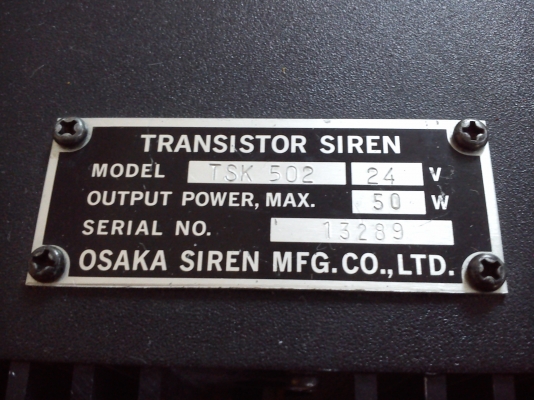 TRANSISTOR SIREN
MODEL TSK 502 24 V
OUTPUT POWER, MAX. 50 W
SERIAL NO. 13289
OSAKA SIREN MFG.CO.,LTD.